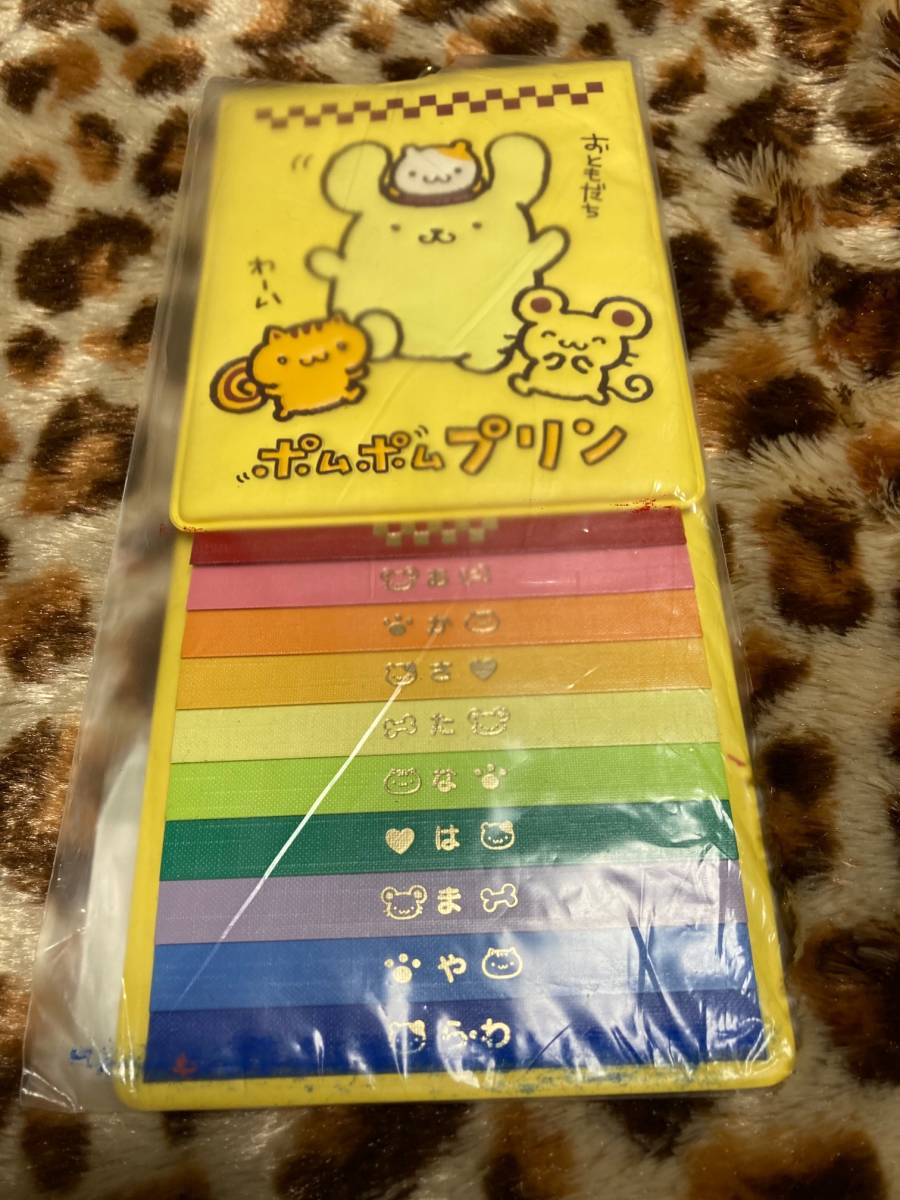 おともだち
わーい
ポムポムプリン
あ
か
さ
た
な
は
ま
や
ら・わ